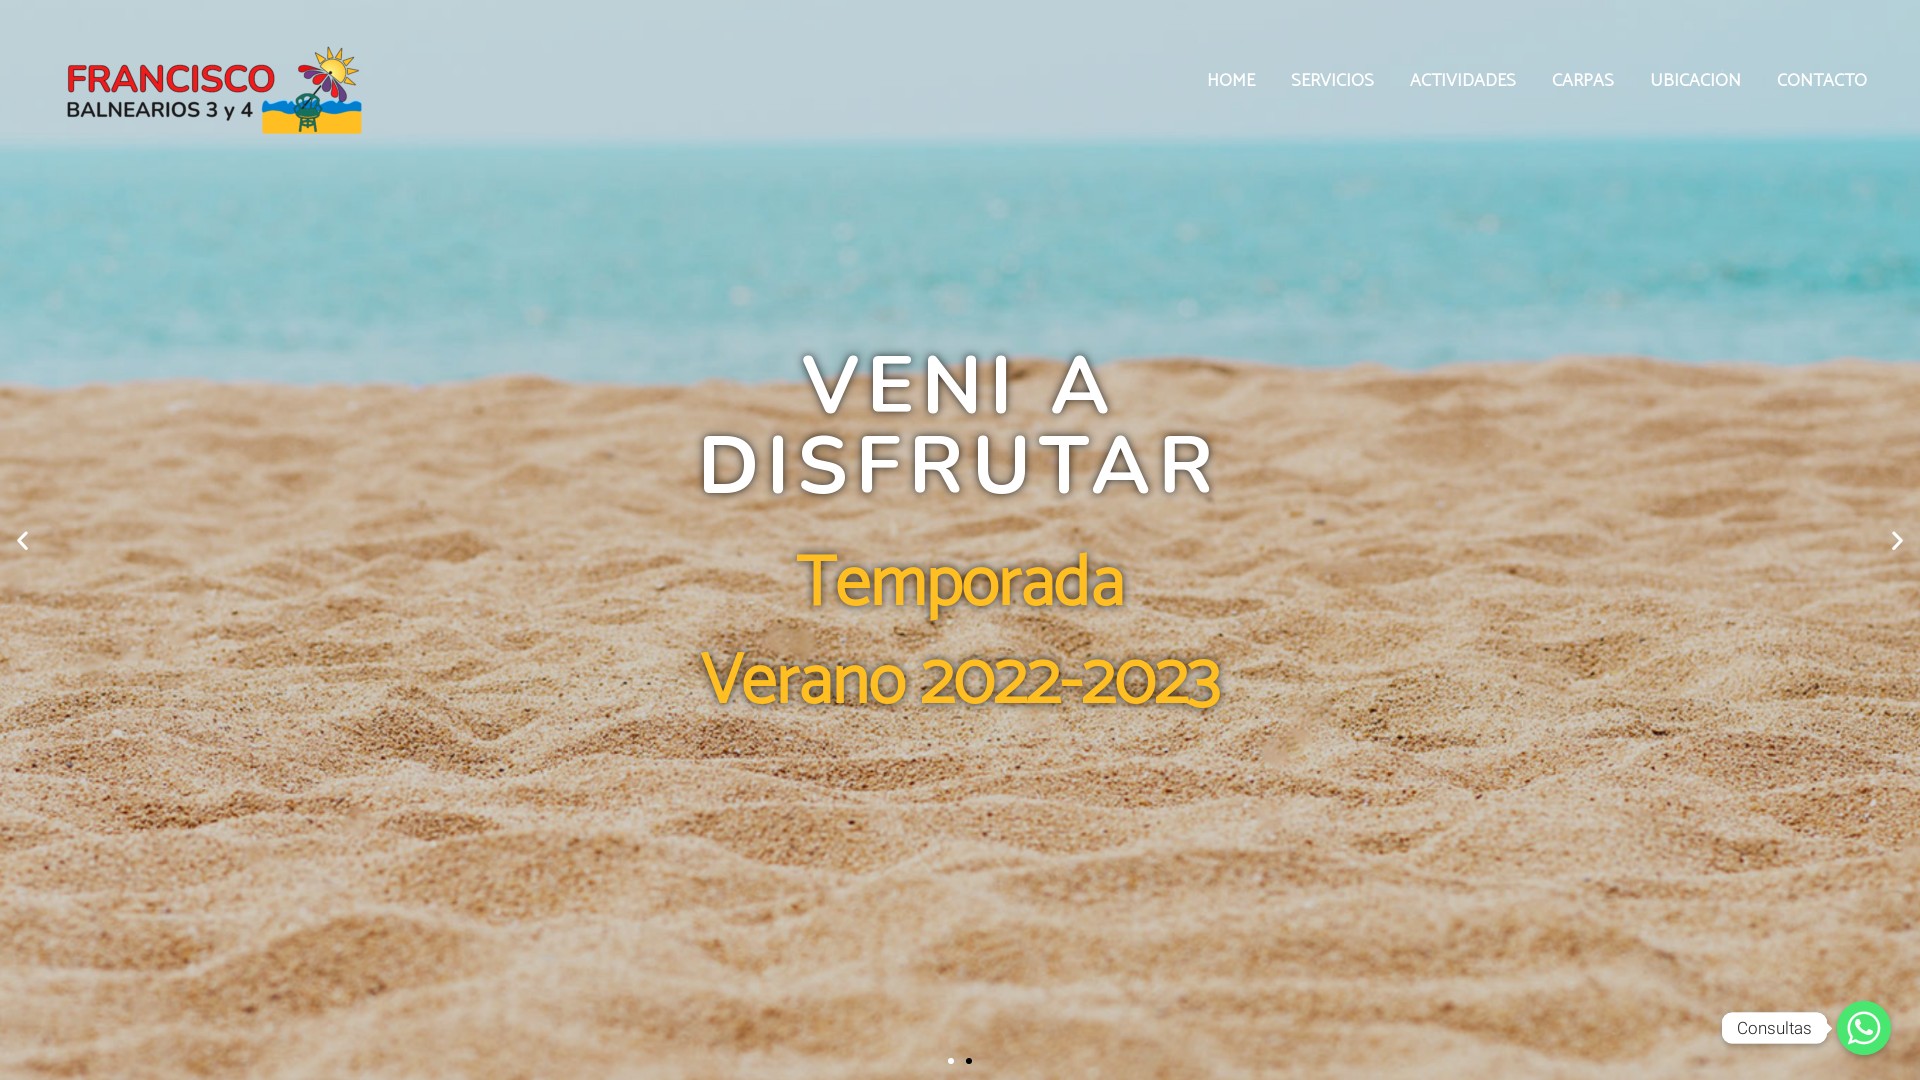 FRANCISCO
BALNEARIOS 3 y 4
HOME SERVICIOS ACTIVIDADES CARPAS UBICACION CONTACTO
VENI A
DISFRUTAR
Temporada
Verano 2022-2023
Consultas